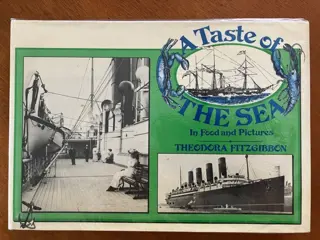 A Taste of
THE SEA
In Food and Pictures
THEODORA FITZGIBBON